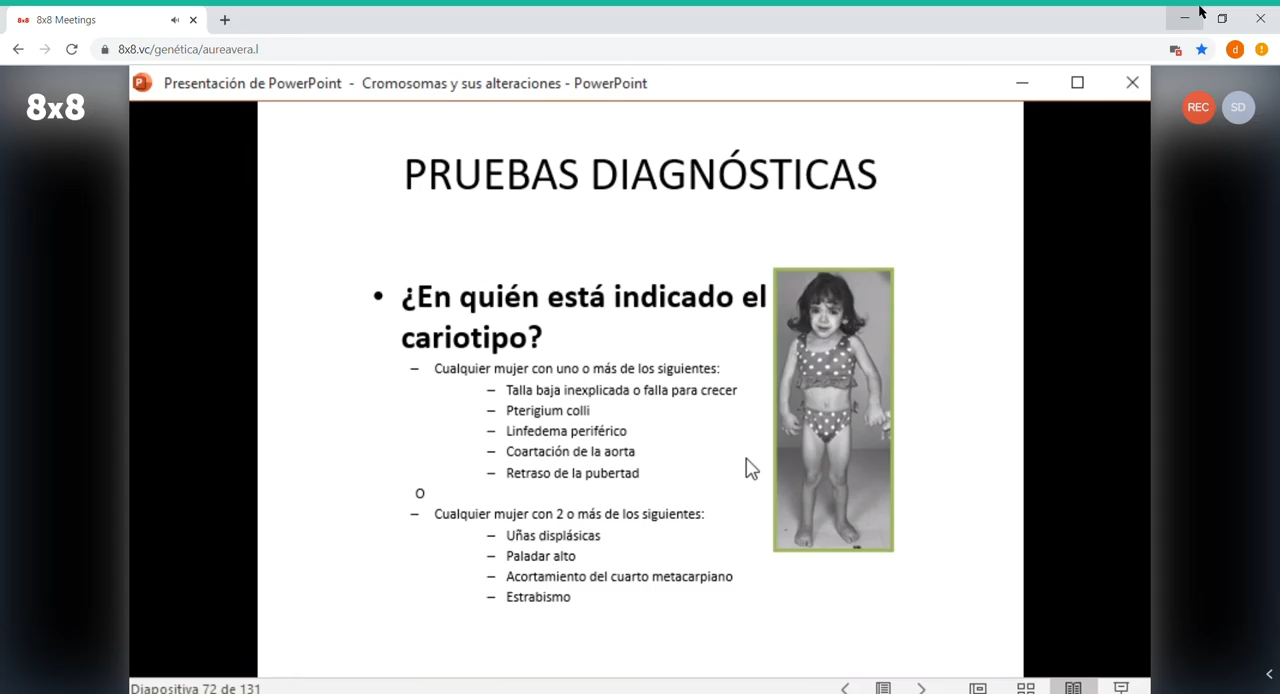 8x8 8x8 Meetings
8x8.vc/genética/aureavera.l
d
8x8
P Presentación de PowerPoint - Cromosomas y sus alteraciones - PowerPoint
REC SD
PRUEBAS DIAGNÓSTICAS
• ¿En quién está indicado el
cariotipo?
– Cualquier mujer con uno o más de los siguientes:
– Talla baja inexplicada o falla para crecer
– Pterigium colli
– Linfedema periférico
– Coartación de la aorta
– Retraso de la pubertad
O
– Cualquier mujer con 2 o más de los siguientes:
– Uñas displásicas
– Paladar alto
– Acortamiento del cuarto metacarpiano
– Estrabismo
Diapositiva 72 de 131